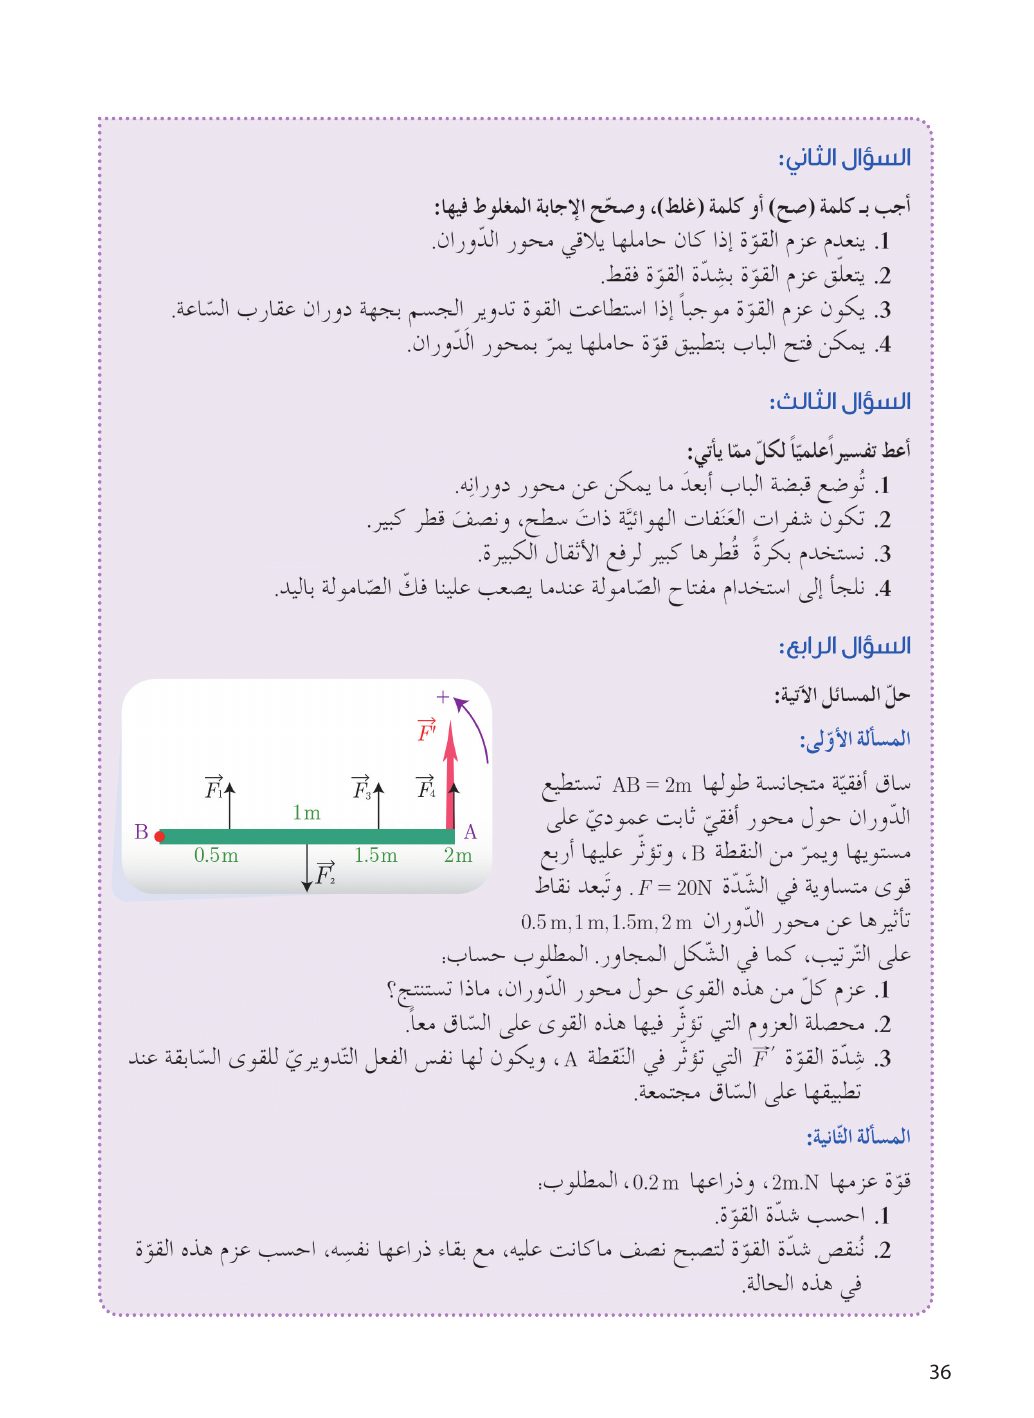 السؤال الثاني:
أجب بـ كلمة (صح) أو كلمة (غلط)، وصحّح الإجابة المغلوط فيها:
1. ينعدم عزم القوّة إذا كان حاملها يلاقي محور الدّوران.
2. يتعلّق عزم القوّة بشِدّة القوّة فقط.
3. يكون عزم القوّة موجباً إذا استطاعت القوة تدوير الجسم بجهة دوران عقارب السّاعة.
4. يمكن فتح الباب بتطبيق قوّة حاملها يمرّ بمحور الَدّوران.
السؤال الثالث:
أعط تفسيراً علميّاً لكلّ ممّا يأتي:
1. تُوضع قبضة الباب أبعدَ ما يمكن عن محور دورانِه.
2. تكون شفرات العَنَفات الهوائيَّة ذاتَ سطح، ونصفَ قطر كبير.
3. نستخدم بكرةً قُطرها كبير لرفع الأثقال الكبيرة.
4. نلجأ إلى استخدام مفتاح الصّامولة عندما يصعب علينا فكّ الصّامولة باليد.
السؤال الرابع:
حلّ المسائل الآتية:
المسألة الأوّلى:
ساق أفقيّة متجانسة طولها AB = 2m تستطيع
الدّوران حول محور أفقيّ ثابت عموديّ على
مستويها ويمرّ من النقطة B، وتؤثّر عليها أربع
قوى متساوية في الشّدّة F = 20N. وتَبعد نقاط
تأثيرها عن محور الدّوران 0.5 m, 1 m, 1.5m, 2 m
على التّرتيب، كما في الشّكل المجاور. المطلوب حساب:
+
F'
F₁
F₃
F₄
1m
B
A
0.5m
1.5m
2m
F₂
1. عزم كلّ من هذه القوى حول محور الدّوران، ماذا تستنتج؟
2. محصلة العزوم التي تؤثّر فيها هذه القوى على السّاق معاً.
3. شِدّة القوّة F' التي تؤثّر في النّقطة A، ويكون لها نفس الفعل التّدويريّ للقوى السّابقة عند
تطبيقها على السّاق مجتمعة.
المسألة الثّانية:
قوّة عزمها 2m.N، وذراعها 0.2 m، المطلوب:
1. احسب شدّة القوّة.
2. نُنقص شدّة القوّة لتصبح نصف ماكانت عليه، مع بقاء ذراعها نفسِه، احسب عزم هذه القوّة
في هذه الحالة.
36